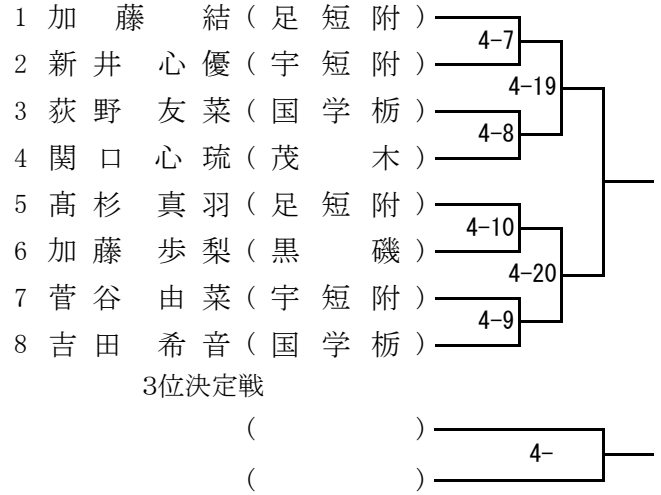 1 加藤 結 (足短附)
4-7
2 新井 心優 (宇短附)
4-19
3 荻野 友菜 (国学栃)
4-8
4 関口 心琉 (茂木)
5 髙杉 真羽 (足短附)
4-10
6 加藤 歩梨 (黒磯)
4-20
7 菅谷 由菜 (宇短附)
4-9
8 吉田 希音 (国学栃)
3位決定戦
( )
4-
( )